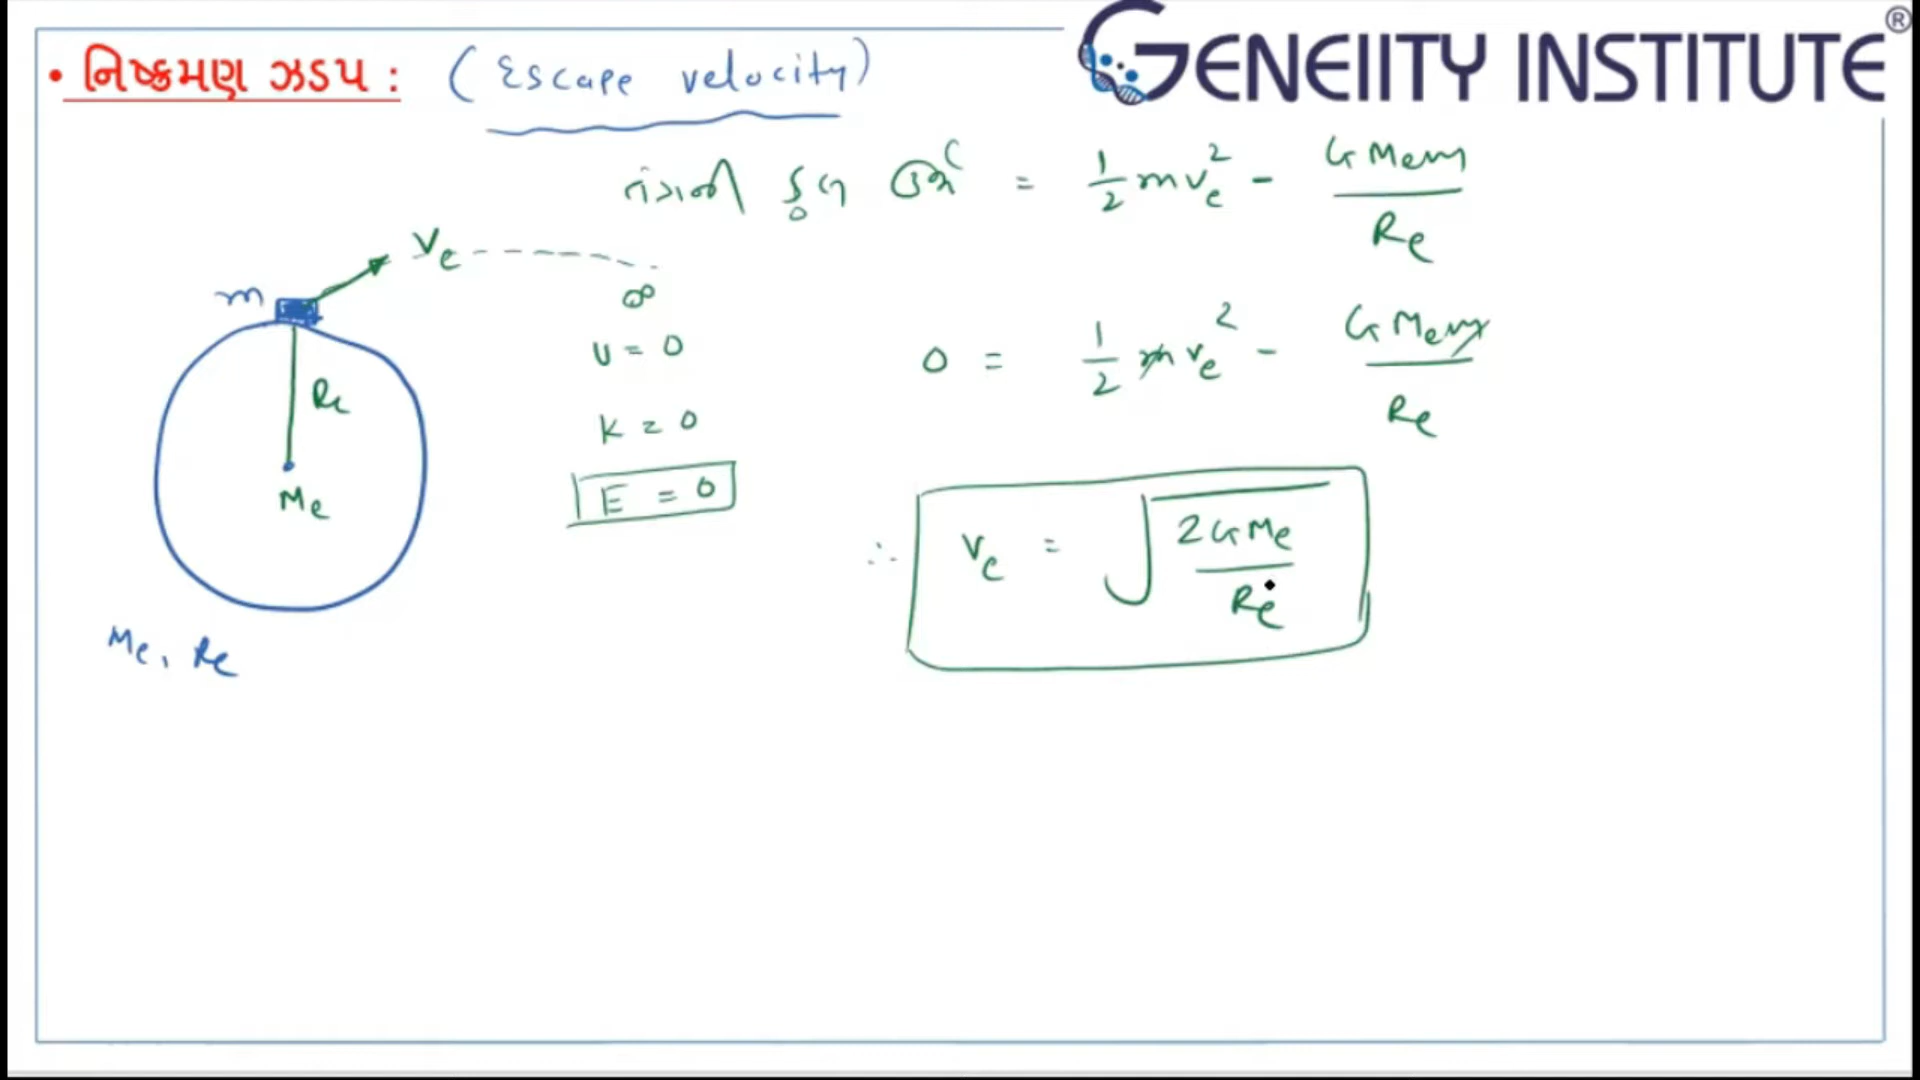 GENEIITY INSTITUTE®
• નિષ્ક્રમણ ઝડપ : (Escape velocity)
તંત્રની કુલ ઊર્જા = 1/2 mve² - GMem/Re
m
Ve
∞
U = 0
0 = 1/2 mve² - GMem/Re
Re
K = 0
Me
E = 0
∴ Ve = √(2GMe/Re)
Me, Re